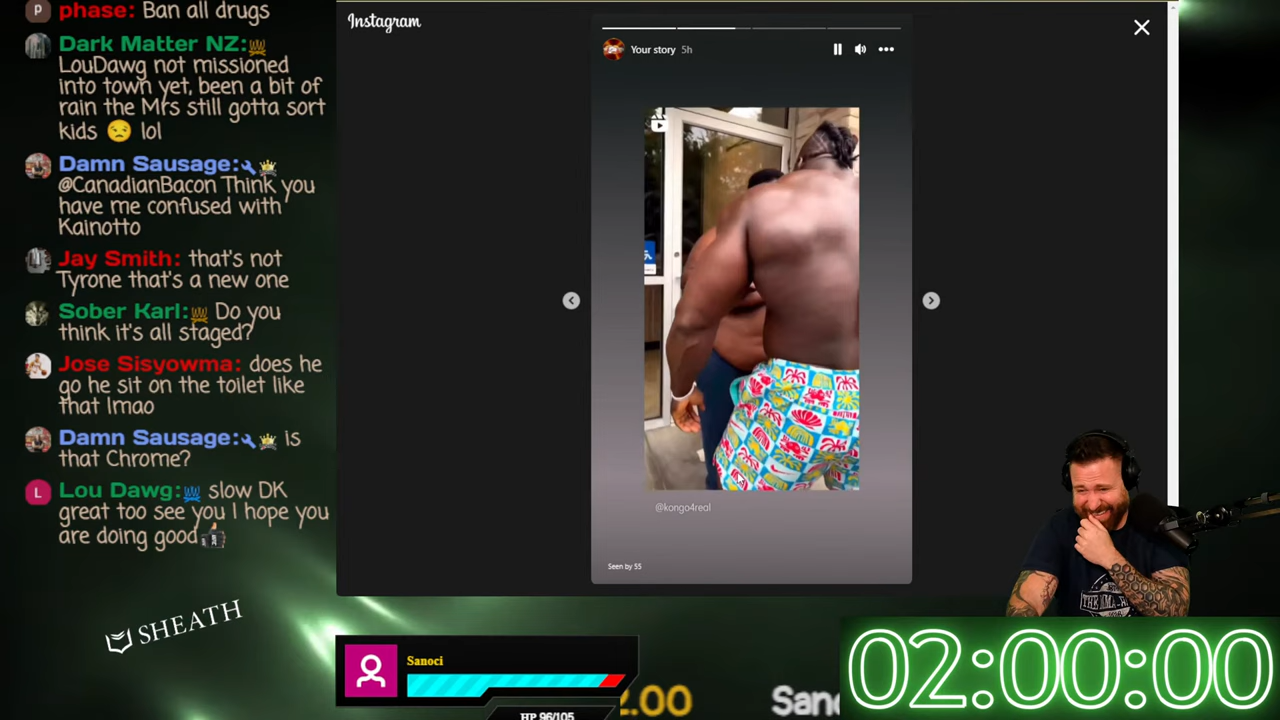 phase: Ban all drugs
Dark Matter NZ:
LouDawg not missioned
into town yet, been a bit of
rain the Mrs still gotta sort
kids 😒 lol
Damn Sausage:
@CanadianBacon Think you
have me confused with
Kainotto
Jay Smith: that's not
Tyrone that's a new one
Sober Karl: Do you
think it's all staged?
Jose Sisyowma: does he
go he sit on the toilet like
that lmao
Damn Sausage: is
that Chrome?
Lou Dawg: slow DK
great too see you I hope you
are doing good
SHEATH
Instagram
Your story 5h
@kongo4real
Seen by 55
Sanoci
HP 96/105
2.00
02:00:00